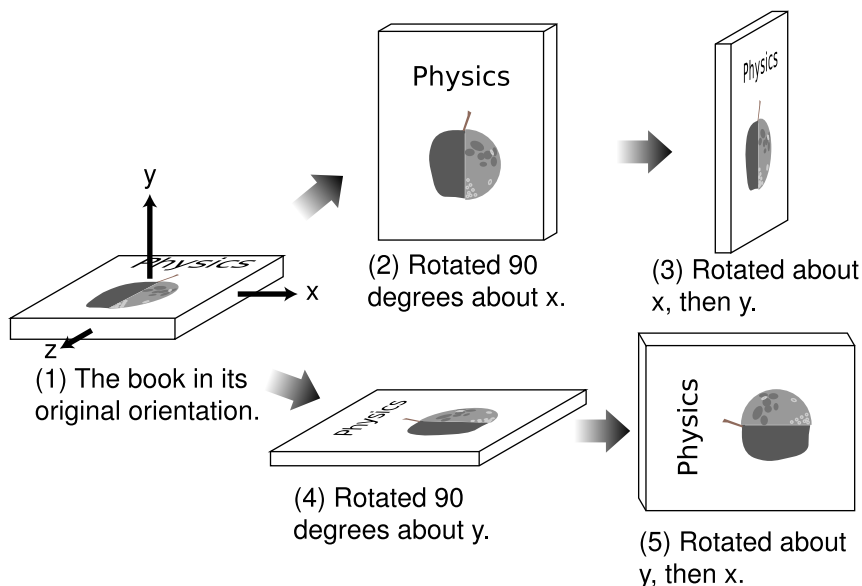 Physics
Physics
y
Physics
(2) Rotated 90
degrees about x.
(3) Rotated about
x, then y.
x
z
(1) The book in its
original orientation.
Physics
Physics
(4) Rotated 90
degrees about y.
(5) Rotated about
y, then x.